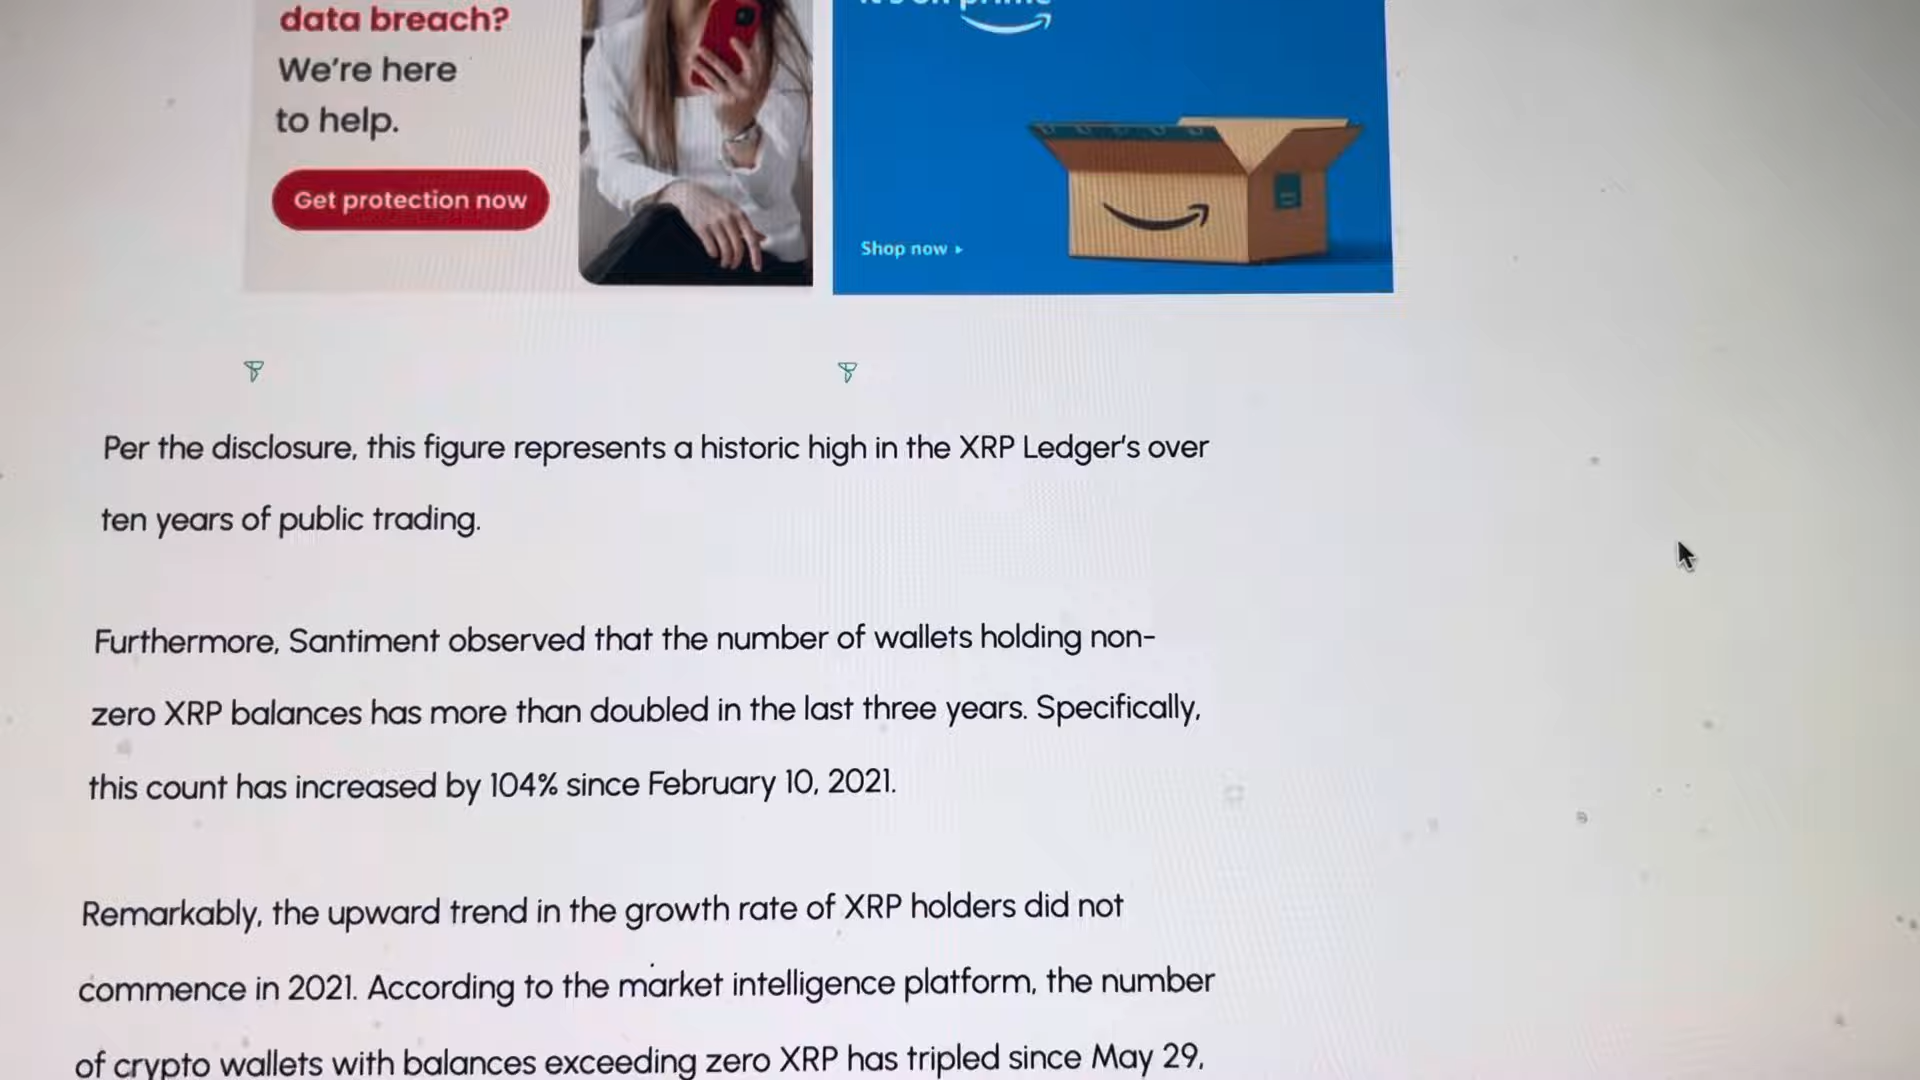 data breach?
We're here
to help.
Get protection now
Shop now
Per the disclosure, this figure represents a historic high in the XRP Ledger's over
ten years of public trading.
Furthermore, Santiment observed that the number of wallets holding non-
zero XRP balances has more than doubled in the last three years. Specifically,
this count has increased by 104% since February 10, 2021.
Remarkably, the upward trend in the growth rate of XRP holders did not
commence in 2021. According to the market intelligence platform, the number
of crypto wallets with balances exceeding zero XRP has tripled since May 29,